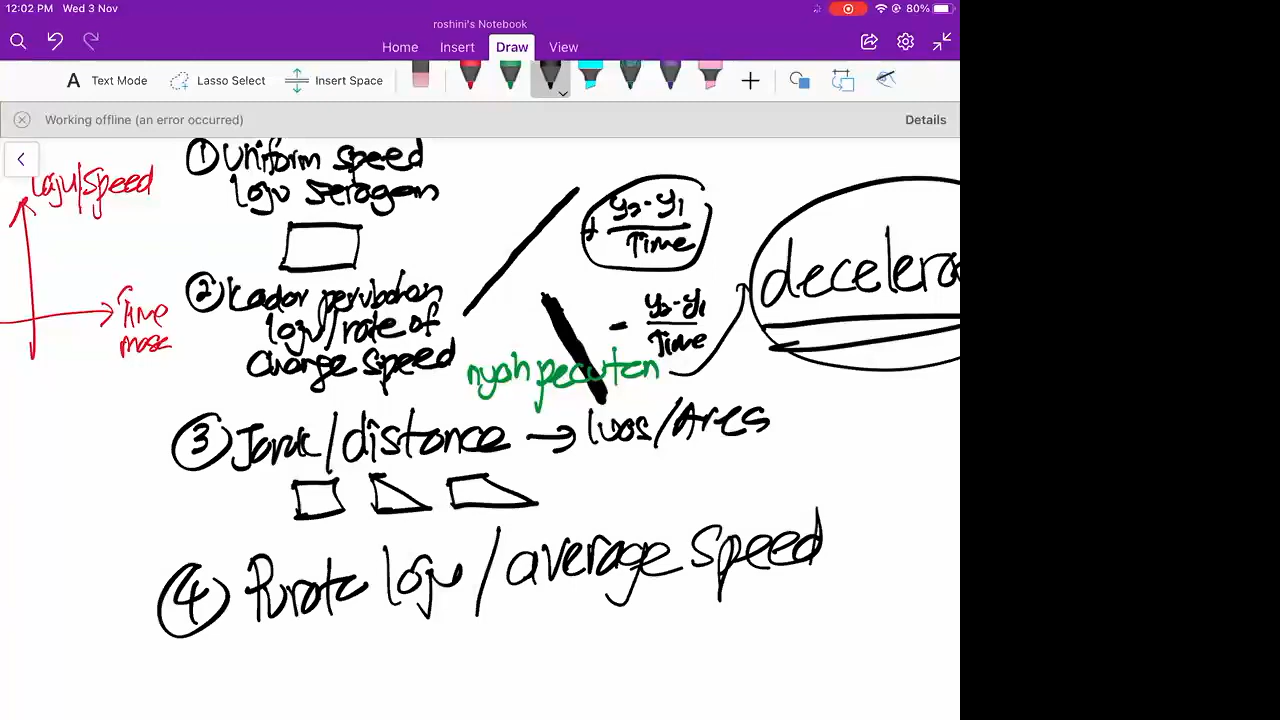 12:02 PM Wed 3 Nov
80%
roshini's Notebook
Home Insert Draw View
Text Mode Lasso Select Insert Space
Working offline (an error occurred) Details
Laju/Speed
Time
masa
① Uniform speed
laju seragam
② Kadar perubahan
laju/rate of
change speed
+ y₂-y₁
Time
- y₂-y₁
Time
nyah pecutan
decelera
③ Jarak/distance → luas/Area
④ Purata laju/average speed